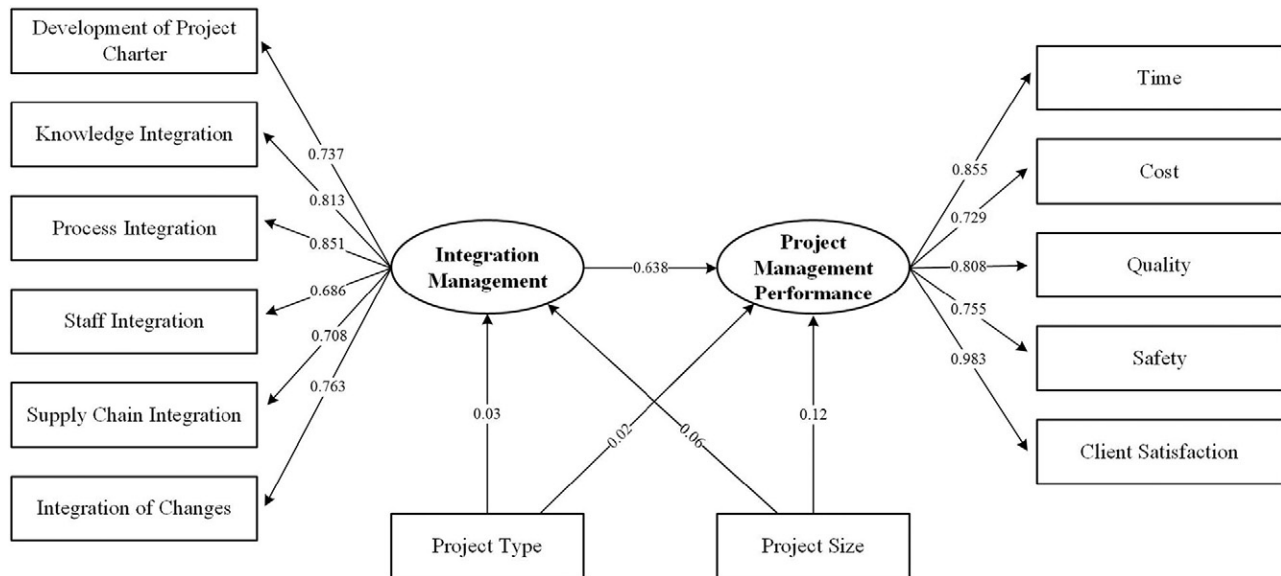 Development of Project
Charter
Knowledge Integration
Process Integration
Staff Integration
Supply Chain Integration
Integration of Changes
0.737
0.813
0.851
0.686
0.708
0.763
Integration
Management
0.638
Project
Management
Performance
0.855
0.729
0.808
0.755
0.983
Time
Cost
Quality
Safety
Client Satisfaction
0.03
0.02
0.06
0.12
Project Type
Project Size